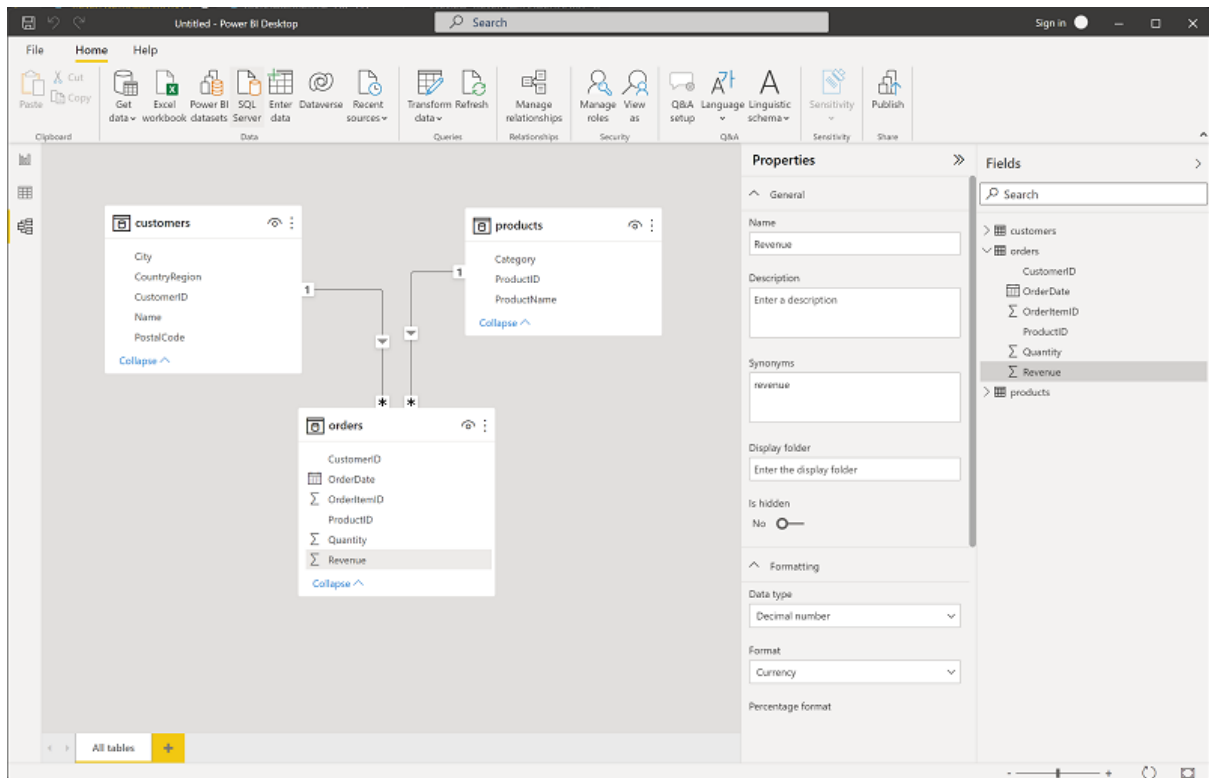 Untitled - Power BI Desktop
Search
Sign in
File Home Help
Paste
Cut
Copy
Clipboard
Get data
Excel workbook
Power BI datasets
SQL Server
Enter data
Dataverse
Recent sources
Data
Transform data
Refresh
Queries
Manage relationships
Relationships
Manage roles
View as
Security
Q&A setup
Language
Linguistic schema
Q&A
Sensitivity
Sensitivity
Publish
Share
customers
City
CountryRegion
CustomerID
Name
PostalCode
Collapse
1
products
Category
ProductID
ProductName
Collapse
1
*
*
orders
CustomerID
OrderDate
OrderItemID
ProductID
Quantity
Revenue
Collapse
All tables
+
Properties
General
Name
Revenue
Description
Enter a description
Synonyms
revenue
Display folder
Enter the display folder
Is hidden
No
Formatting
Data type
Decimal number
Format
Currency
Percentage format
Fields
Search
customers
orders
CustomerID
OrderDate
OrderItemID
ProductID
Quantity
Revenue
products
- +